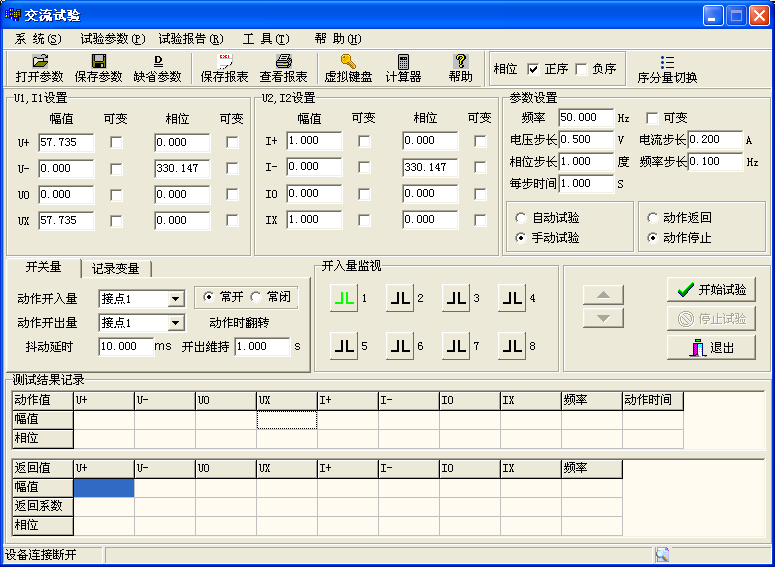 交流试验
系 统(S) 试验参数(P) 试验报告(R) 工 具(T) 帮 助(H)
打开参数 保存参数 缺省参数 保存报表 查看报表 虚拟键盘 计算器 帮助 相位 正序 负序 序分量切换
U1,I1设置
幅值 可变 相位 可变
U+ 57.735 0.000
U- 0.000 330.147
U0 0.000 0.000
UX 57.735 0.000
U2,I2设置
幅值 可变 相位 可变
I+ 1.000 0.000
I- 0.000 330.147
I0 0.000 0.000
IX 1.000 0.000
参数设置
频率 50.000 Hz 可变
电压步长 0.500 V 电流步长 0.200 A
相位步长 1.000 度 频率步长 0.100 Hz
每步时间 1.000 S
自动试验 动作返回
手动试验 动作停止
开关量 记录变量
动作开入量 接点1 常开 常闭
动作开出量 接点1 动作时翻转
抖动延时 10.000 ms 开出维持 1.000 s
开入量监视
1 2 3 4
5 6 7 8
开始试验
停止试验
退出
测试结果记录
动作值 U+ U- U0 UX I+ I- I0 IX 频率 动作时间
幅值
相位
返回值 U+ U- U0 UX I+ I- I0 IX 频率
幅值
返回系数
相位
设备连接断开